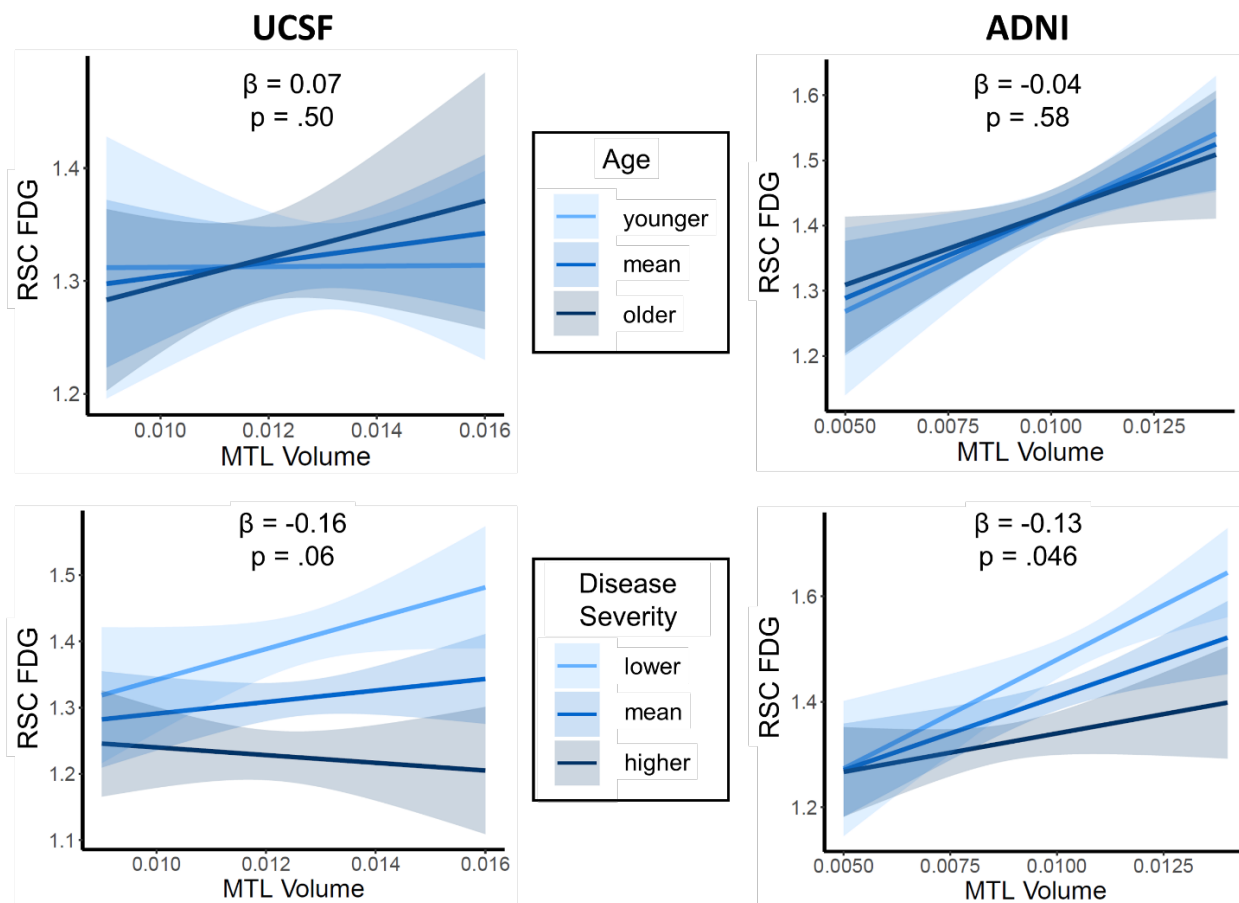 UCSF
ADNI
β = 0.07
p = .50
RSC FDG
1.4
1.3
1.2
0.010
0.012
0.014
0.016
MTL Volume
Age
younger
mean
older
β = -0.04
p = .58
RSC FDG
1.6
1.5
1.4
1.3
1.2
0.0050
0.0075
0.0100
0.0125
MTL Volume
β = -0.16
p = .06
RSC FDG
1.5
1.4
1.3
1.2
1.1
0.010
0.012
0.014
0.016
MTL Volume
Disease
Severity
lower
mean
higher
β = -0.13
p = .046
RSC FDG
1.6
1.4
1.2
0.0050
0.0075
0.0100
0.0125
MTL Volume